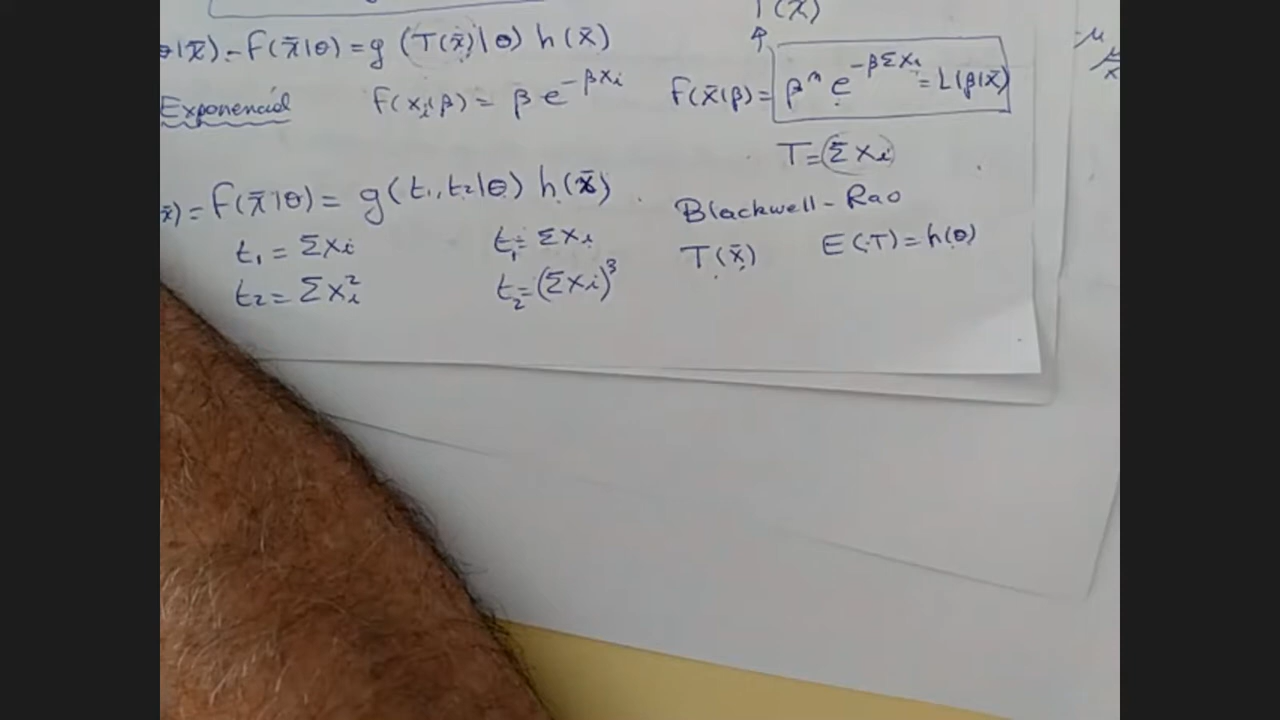 T(x̄)
θ|x̄) = f(x̄|θ) = g (T(x̄)|θ) h(x̄)
Exponencial f(xᵢ|β) = β e^{-βxᵢ} f(x̄|β) = βⁿ e^{-βΣxᵢ} = L(β|x̄)
T = (Σxᵢ)
x̄) = f(x̄|θ) = g(t₁, t₂|θ) h(x̄)
Blackwell - Rao
t₁ = Σxᵢ t₁ = Σxᵢ T(x̄) E(T) = h(θ)
t₂ = Σxᵢ² t₂ = (Σxᵢ)³